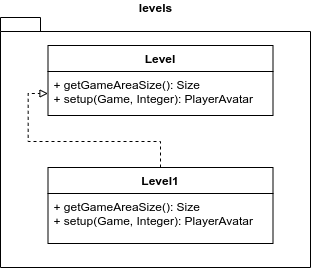 levels
Level
+ getGameAreaSize(): Size
+ setup(Game, Integer): PlayerAvatar
Level1
+ getGameAreaSize(): Size
+ setup(Game, Integer): PlayerAvatar